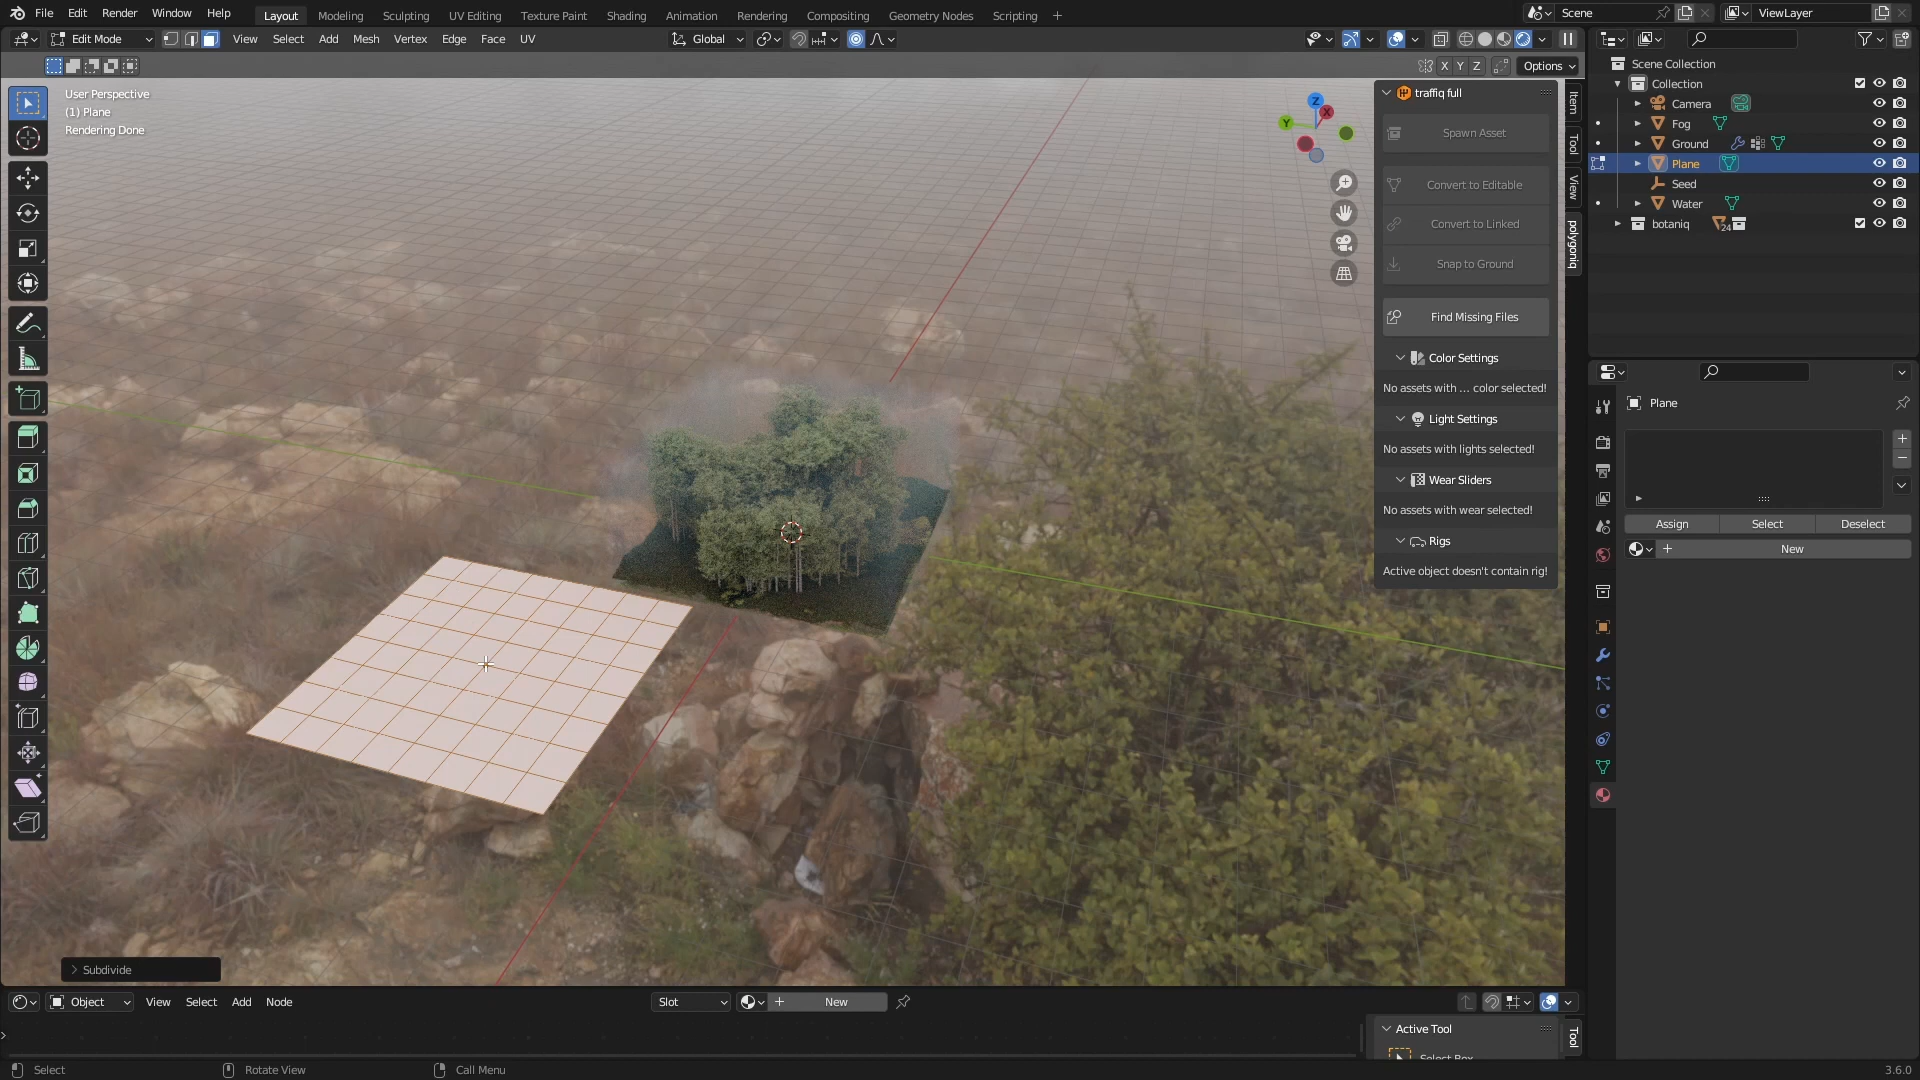 File Edit Render Window Help
Layout Modeling Sculpting UV Editing Texture Paint Shading Animation Rendering Compositing Geometry Nodes Scripting
Scene
ViewLayer
Edit Mode
View Select Add Mesh Vertex Edge Face UV
Global
X Y Z
Options
User Perspective
(1) Plane
Rendering Done
Z
X
Y
traffiq full
Spawn Asset
Convert to Editable
Convert to Linked
Snap to Ground
Find Missing Files
Color Settings
No assets with ... color selected!
Light Settings
No assets with lights selected!
Wear Sliders
No assets with wear selected!
Rigs
Active object doesn't contain rig!
Item
Tool
View
polygoniq
Scene Collection
Collection
Camera
Fog
Ground
Plane
Seed
Water
botaniq
24
Plane
Assign Select Deselect
New
Subdivide
Object
View Select Add Node
Slot
New
Active Tool
Select Box
Tool
Select
Rotate View
Call Menu
3.6.0